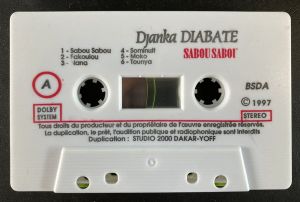 Djanka DIABATE
1 - Sabou Sabou
2 - Fakoulou
3 - Nana
4 - Sominult
5 - Moko
6 - Tounya
SABOU SABOU
A
DOLBY SYSTEM
BSDA
© 1997
STEREO
Tous droits du producteur et du propriétaire de l'œuvre enregistrée réservés.
La duplication, le prêt, l'audition publique et radiophonique sont interdits
Duplication : STUDIO 2000 DAKAR-YOFF